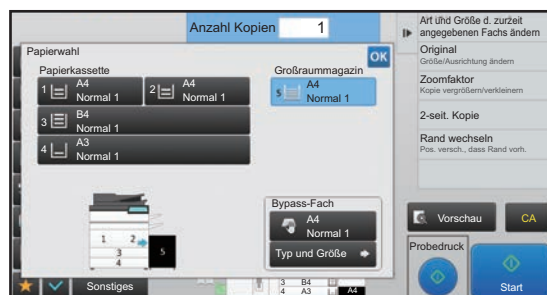 Anzahl Kopien 1
Papierwahl
OK
Papierkassette
1 A4
Normal 1
2 A4
Normal 1
3 B4
Normal 1
4 A3
Normal 1
Großraummagazin
5 A4
Normal 1
1 2
3
4
5
Bypass-Fach
A4
Normal 1
Typ und Größe
Sonstiges
3 B4
4 A3
A4
Art und Größe d. zurzeit
angegebenen Fachs ändern
Original
Größe/Ausrichtung ändern
Zoomfaktor
Kopie vergrößern/verkleinern
2-seit. Kopie
Rand wechseln
Pos. versch., dass Rand vorh.
Vorschau
CA
Probedruck
Start